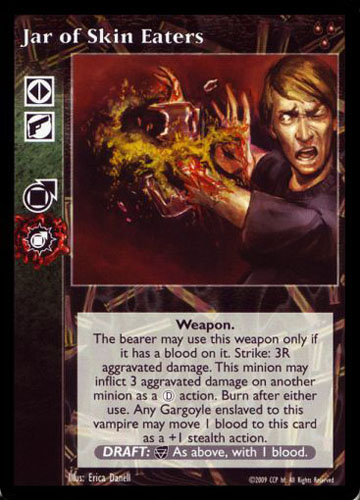 Jar of Skin Eaters
Weapon.
The bearer may use this weapon only if
it has a blood on it. Strike: 3R
aggravated damage. This minion may
inflict 3 aggravated damage on another
minion as a Ⓓ action. Burn after either
use. Any Gargoyle enslaved to this
vampire may move 1 blood to this card
as a +1 stealth action.
DRAFT: As above, with 1 blood.
Illus: Erica Danell
©2009 CCP hf. All Rights Reserved